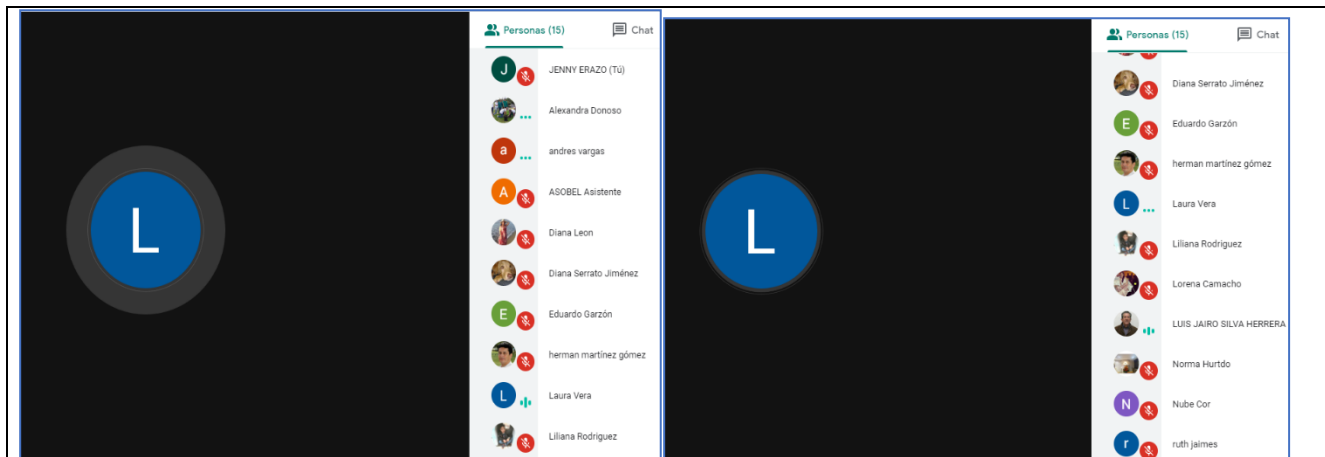 Personas (15) Chat
J JENNY ERAZO (Tú)
Alexandra Donoso
a andres vargas
A ASOBEL Asistente
Diana Leon
Diana Serrato Jiménez
E Eduardo Garzón
herman martínez gómez
L Laura Vera
Liliana Rodriguez
L
Personas (15) Chat
Diana Serrato Jiménez
E Eduardo Garzón
herman martínez gómez
L Laura Vera
Liliana Rodriguez
Lorena Camacho
LUIS JAIRO SILVA HERRERA
Norma Hurtdo
N Nube Cor
r ruth jaimes
L